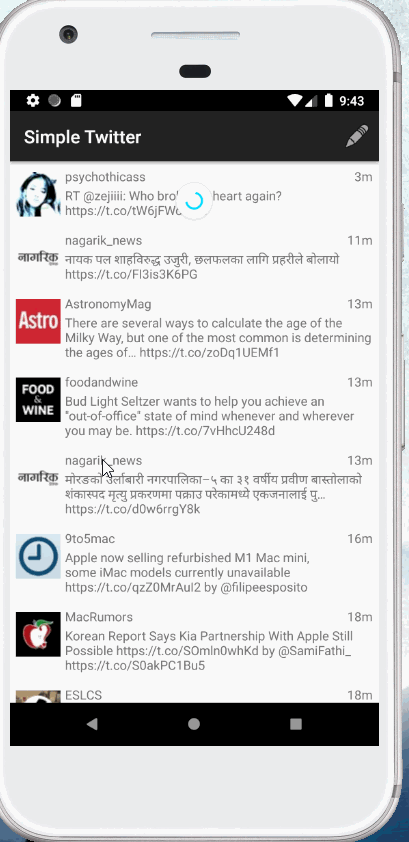 9:43
Simple Twitter
psychothicass 3m
RT @zejiiii: Who heart again?
https://t.co/
nagarik_news 11m
नागरिक नायक पल शाहविरुद्ध उजुरी, छलफलका लागि प्रहरीले बोलायो
https://t.co/Fl3is3K6PG
AstronomyMag 13m
Astro
There are several ways to calculate the age of the
Milky Way, but one of the most common is determining
the ages of… https://t.co/zoDq1UEMf1
foodandwine 13m
FOOD
&
WINE
Bud Light Seltzer wants to help you achieve an
"out-of-office" state of mind whenever and wherever
you may be. https://t.co/7vHhcU248d
nagarik_news 13m
नागरिक मोरङको उर्लाबारी नगरपालिका–५ का ३१ वर्षीय प्रवीण बास्तोलाको
शंकास्पद मृत्यु प्रकरणमा पक्राउ परेकामध्ये एकजनालाई पु…
https://t.co/d0w6rrgY8k
9to5mac 16m
Apple now selling refurbished M1 Mac mini,
some iMac models currently unavailable
https://t.co/qzZ0MrAuI2 by @filipeesposito
MacRumors 18m
Korean Report Says Kia Partnership With Apple Still
Possible https://t.co/SOmln0whKd by @SamiFathi_
https://t.co/S0akPC1Bu5
ESLCS 18m